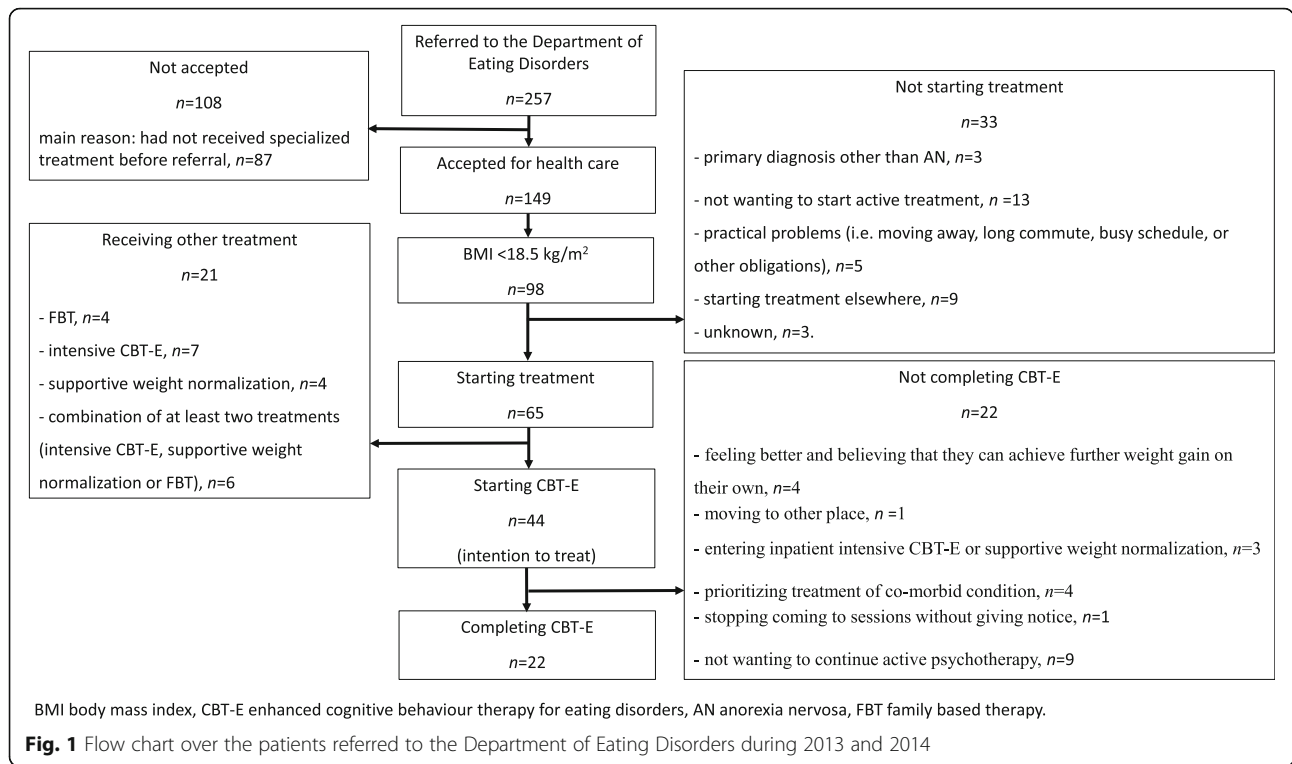 Referred to the Department of
Eating Disorders
n=257
Not accepted
n=108
main reason: had not received specialized
treatment before referral, n=87
Accepted for health care
n=149
BMI <18.5 kg/m²
n=98
Not starting treatment
n=33
- primary diagnosis other than AN, n=3
- not wanting to start active treatment, n =13
- practical problems (i.e. moving away, long commute, busy schedule, or
other obligations), n=5
- starting treatment elsewhere, n=9
- unknown, n=3.
Starting treatment
n=65
Receiving other treatment
n=21
- FBT, n=4
- intensive CBT-E, n=7
- supportive weight normalization, n=4
- combination of at least two treatments
(intensive CBT-E, supportive weight
normalization or FBT), n=6
Starting CBT-E
n=44
(intention to treat)
Not completing CBT-E
n=22
- feeling better and believing that they can achieve further weight gain on
their own, n=4
- moving to other place, n =1
- entering inpatient intensive CBT-E or supportive weight normalization, n=3
- prioritizing treatment of co-morbid condition, n=4
- stopping coming to sessions without giving notice, n=1
- not wanting to continue active psychotherapy, n=9
Completing CBT-E
n=22
BMI body mass index, CBT-E enhanced cognitive behaviour therapy for eating disorders, AN anorexia nervosa, FBT family based therapy.
Fig. 1 Flow chart over the patients referred to the Department of Eating Disorders during 2013 and 2014